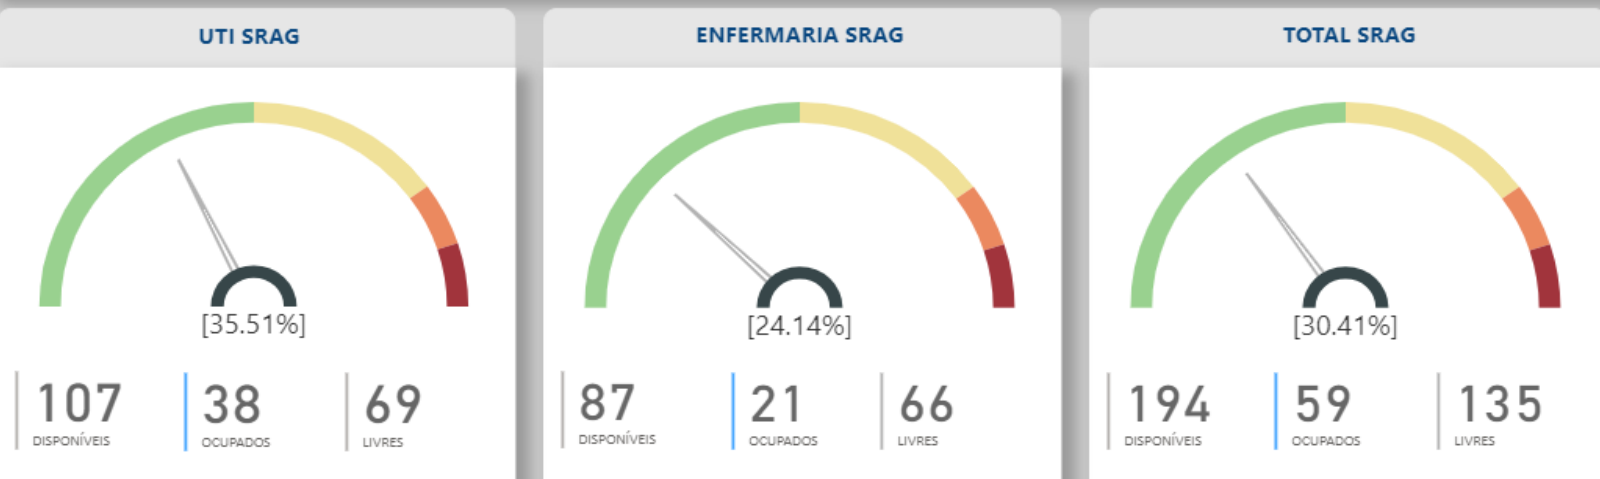 UTI SRAG
[35.51%]
107 38 69
DISPONÍVEIS OCUPADOS LIVRES
ENFERMARIA SRAG
[24.14%]
87 21 66
DISPONÍVEIS OCUPADOS LIVRES
TOTAL SRAG
[30.41%]
194 59 135
DISPONÍVEIS OCUPADOS LIVRES